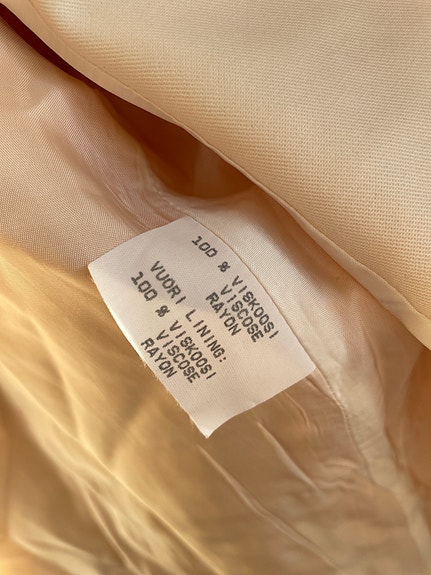 100 % VISKOOSI
VISCOSE
RAYON
VUORI LINING:
100 % VISKOOSI
VISCOSE
RAYON